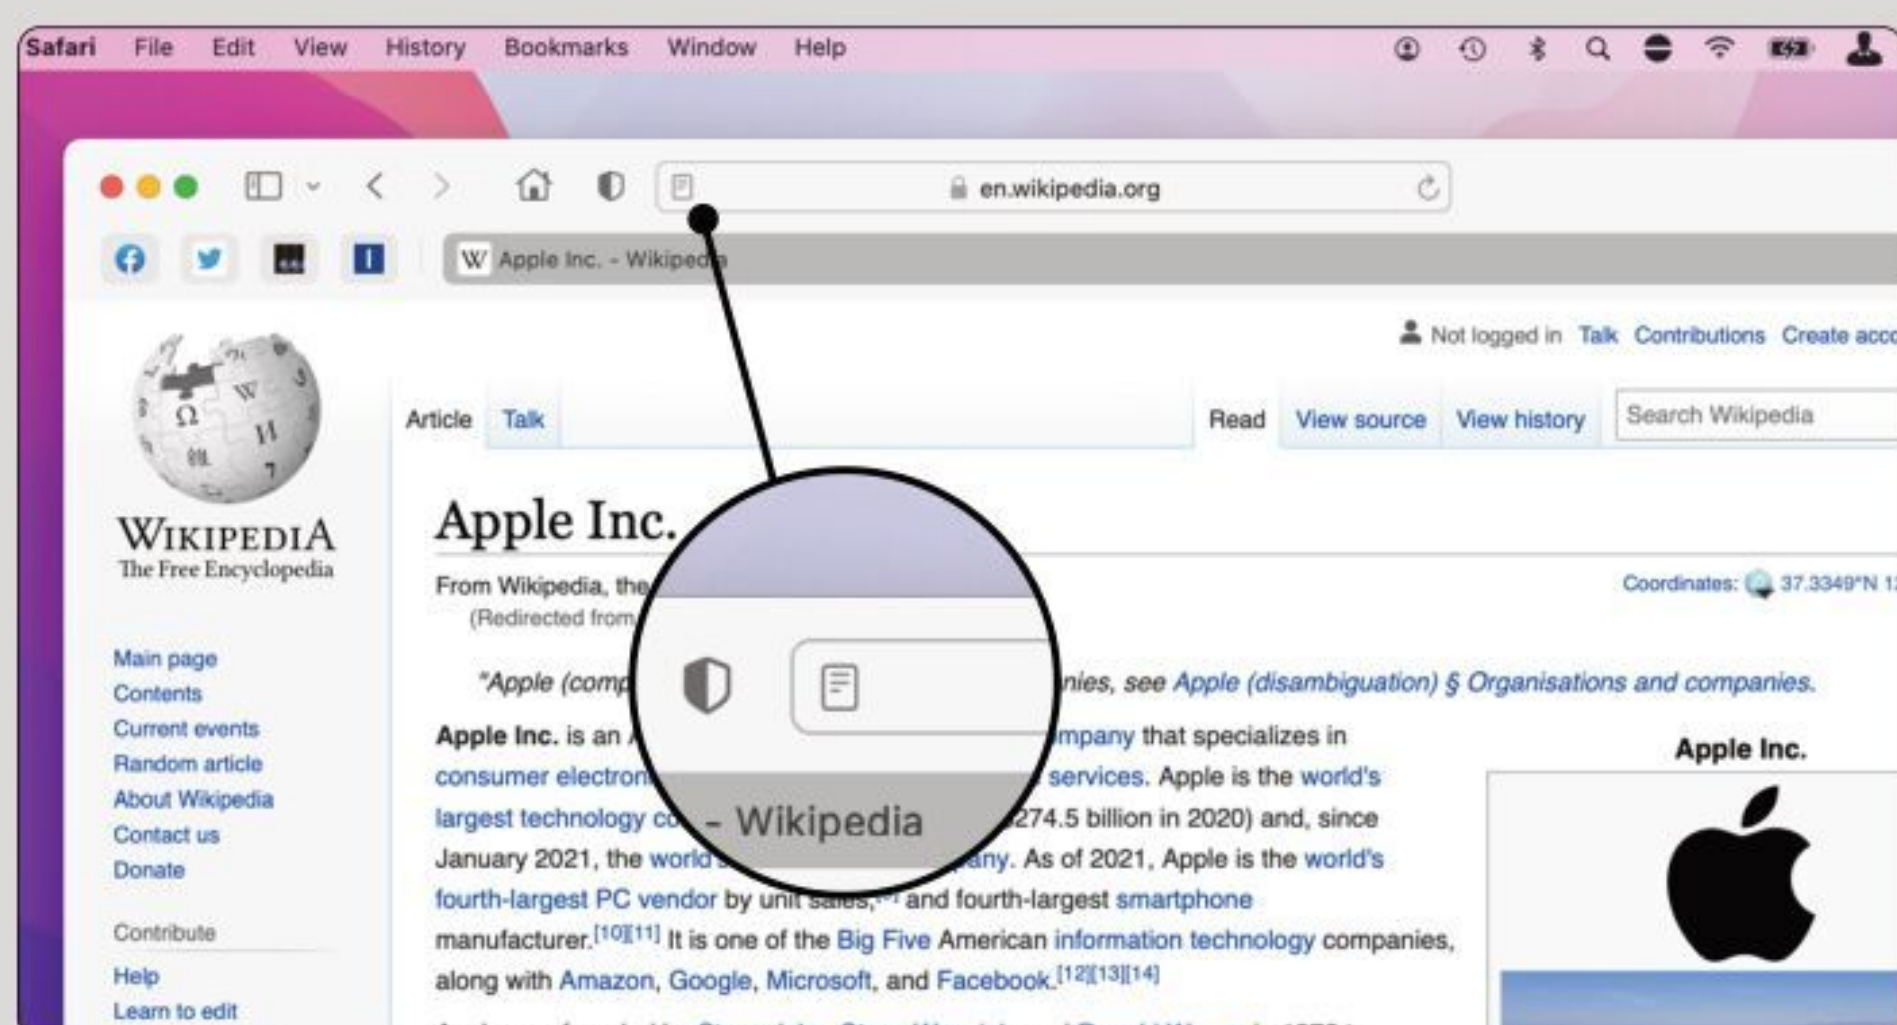 Safari File Edit View History Bookmarks Window Help
en.wikipedia.org
W Apple Inc. - Wikipedia
Not logged in Talk Contributions Create acco
Article Talk Read View source View history Search Wikipedia
WIKIPEDIA
The Free Encyclopedia
Main page
Contents
Current events
Random article
About Wikipedia
Contact us
Donate
Contribute
Help
Learn to edit
Apple Inc.
From Wikipedia, the
(Redirected from
Coordinates: 37.3349°N 12
"Apple (comp nies, see Apple (disambiguation) § Organisations and companies.
Apple Inc. is an mpany that specializes in
consumer electron services. Apple is the world's
largest technology co 274.5 billion in 2020) and, since
January 2021, the world's any. As of 2021, Apple is the world's
fourth-largest PC vendor by unit sales, and fourth-largest smartphone
manufacturer.[10][11] It is one of the Big Five American information technology companies,
along with Amazon, Google, Microsoft, and Facebook.[12][13][14]
- Wikipedia
Apple Inc.